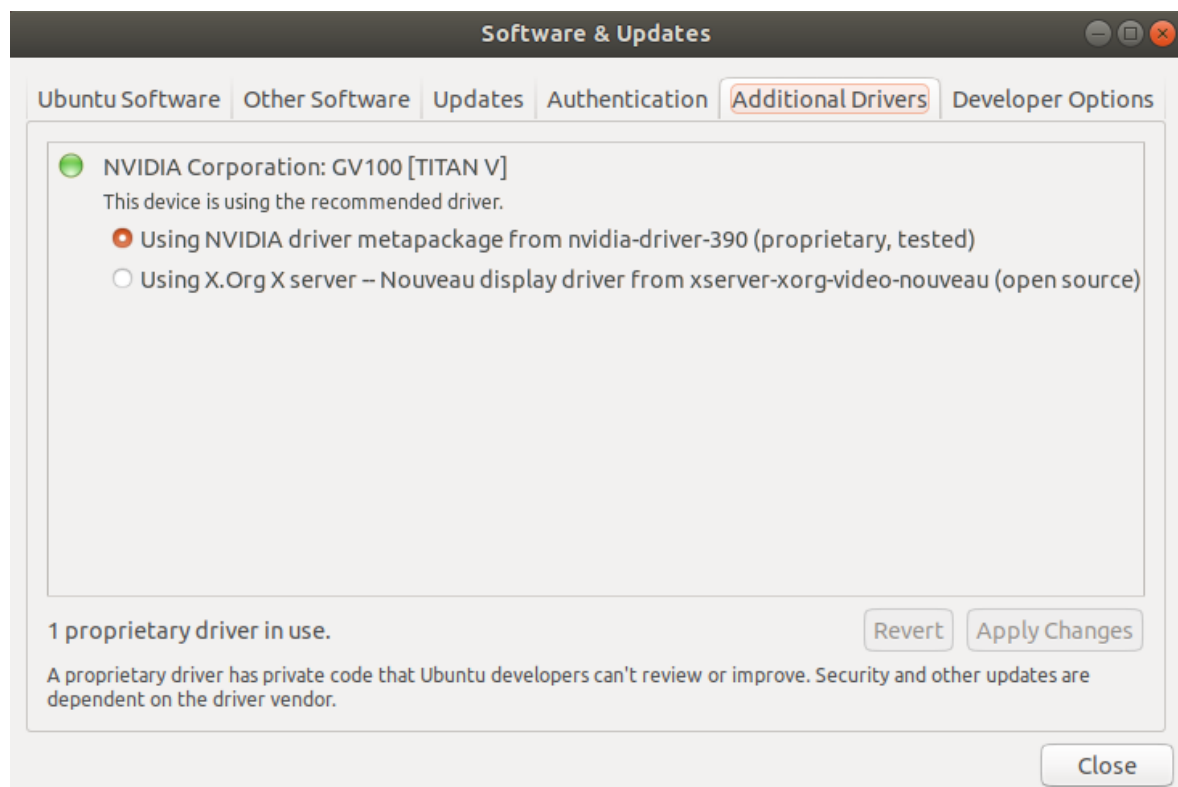 Software & Updates
Ubuntu Software Other Software Updates Authentication Additional Drivers Developer Options
NVIDIA Corporation: GV100 [TITAN V]
This device is using the recommended driver.
Using NVIDIA driver metapackage from nvidia-driver-390 (proprietary, tested)
Using X.Org X server -- Nouveau display driver from xserver-xorg-video-nouveau (open source)
1 proprietary driver in use.
Revert Apply Changes
A proprietary driver has private code that Ubuntu developers can't review or improve. Security and other updates are
dependent on the driver vendor.
Close